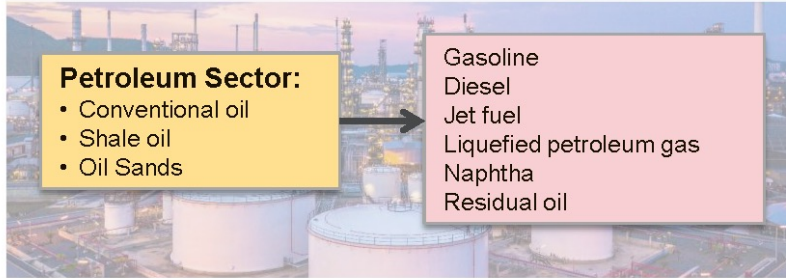 Petroleum Sector:
• Conventional oil
• Shale oil
• Oil Sands
Gasoline
Diesel
Jet fuel
Liquefied petroleum gas
Naphtha
Residual oil